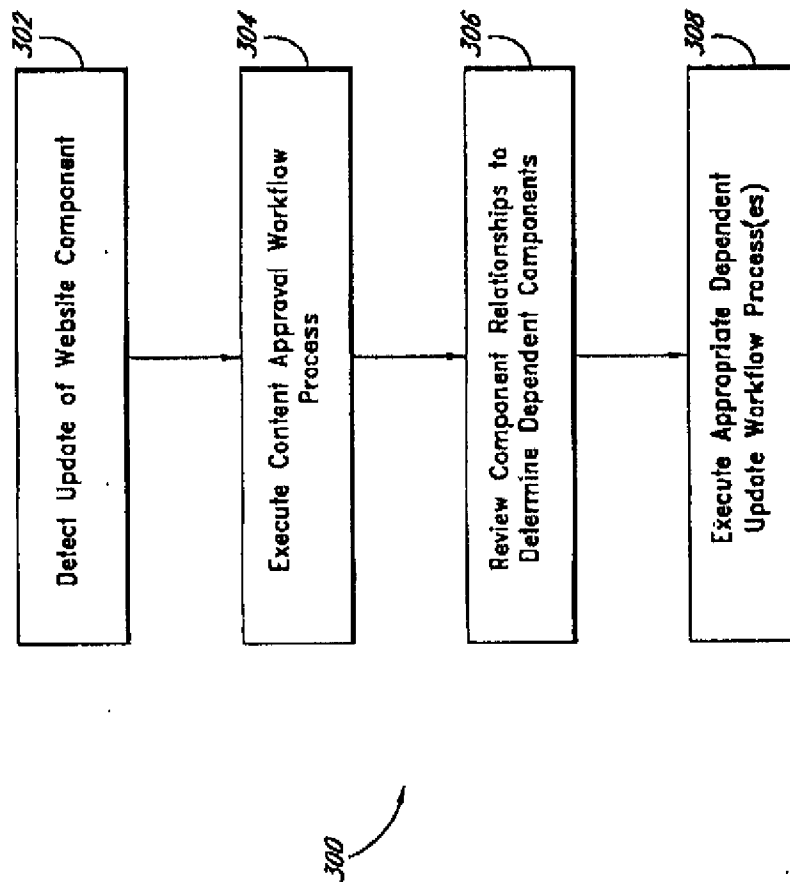 300
302
Detect Update of Website Component
304
Execute Content Approval Workflow
Process
306
Review Component Relationships to
Determine Dependent Components
308
Execute Appropriate Dependent
Update Workflow Process(es)